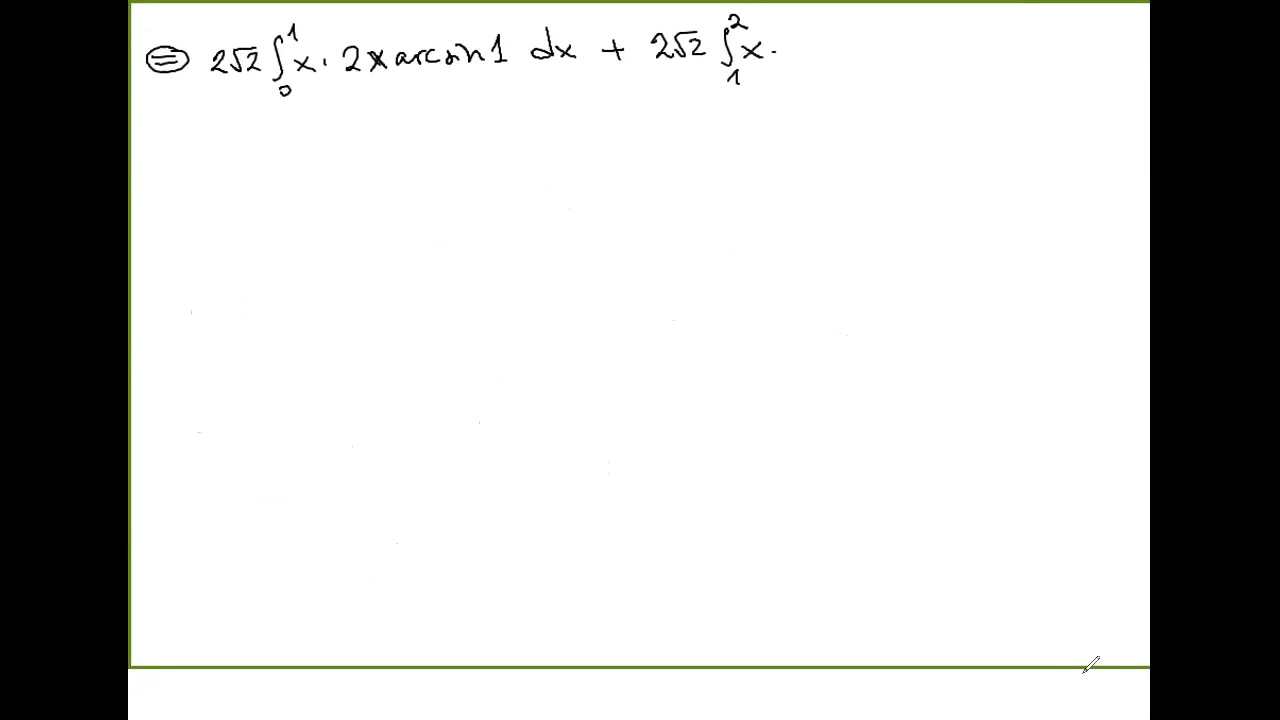 = 2√2 ∫₀¹ x · 2x arcsin 1 dx + 2√2 ∫₁² x ·